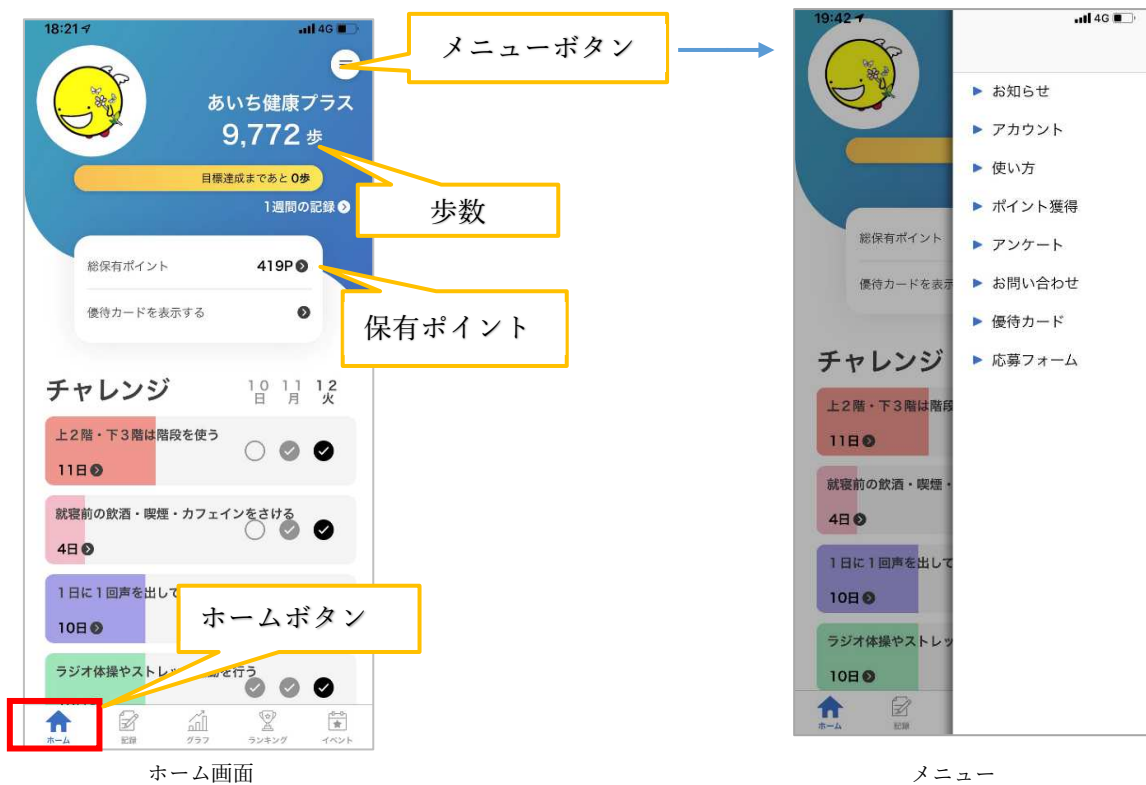 18:21
4G
メニューボタン
あいち健康プラス
9,772 歩
目標達成まであと 0歩
1週間の記録
歩数
総保有ポイント 419P
優待カードを表示する
保有ポイント
チャレンジ
10 11 12
日 月 火
上2階・下3階は階段を使う
11日
就寝前の飲酒・喫煙・カフェインをさける
4日
1日に1回声を出して
10日
ホームボタン
ラジオ体操やストレッ
を行う
ホーム
記録
グラフ
ランキング
イベント
ホーム画面
19:42
4G
お知らせ
アカウント
使い方
ポイント獲得
アンケート
お問い合わせ
優待カード
応募フォーム
総保有ポイント
優待カードを表示
チャレンジ
上2階・下3階は階段
11日
就寝前の飲酒・喫煙・
4日
1日に1回声を出して
10日
ラジオ体操やストレッ
10日
ホーム
記録
メニュー